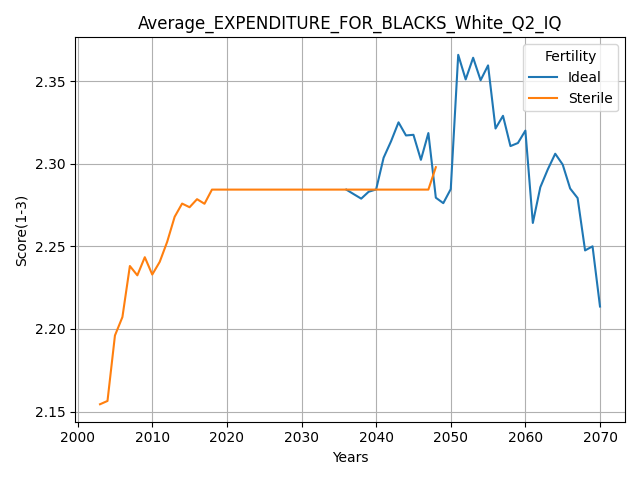 Average_EXPENDITURE_FOR_BLACKS_White_Q2_IQ
Fertility
Ideal
Sterile
Score(1-3)
2.35
2.30
2.25
2.20
2.15
2000 2010 2020 2030 2040 2050 2060 2070
Years